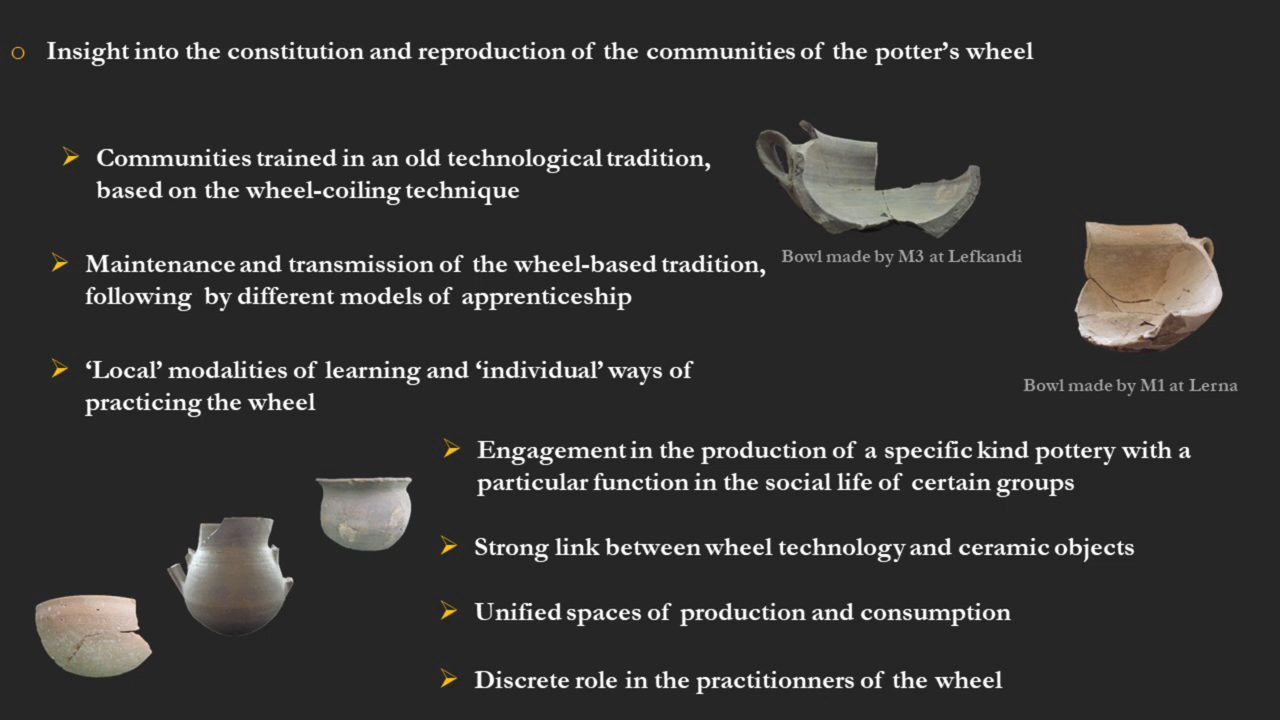 Insight into the constitution and reproduction of the communities of the potter’s wheel
Communities trained in an old technological tradition,
based on the wheel-coiling technique
Maintenance and transmission of the wheel-based tradition,
following by different models of apprenticeship
‘Local’ modalities of learning and ‘individual’ ways of
practicing the wheel
Bowl made by M3 at Lefkandi
Bowl made by M1 at Lerna
Engagement in the production of a specific kind pottery with a
particular function in the social life of certain groups
Strong link between wheel technology and ceramic objects
Unified spaces of production and consumption
Discrete role in the practitionners of the wheel